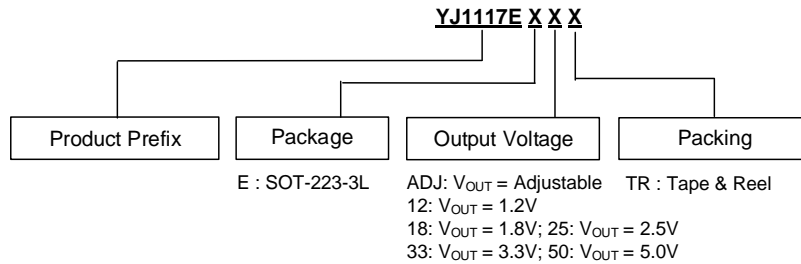 YJ1117E X X X
Product Prefix
Package
Output Voltage
Packing
E : SOT-223-3L
ADJ: VOUT = Adjustable
12: VOUT = 1.2V
18: VOUT = 1.8V; 25: VOUT = 2.5V
33: VOUT = 3.3V; 50: VOUT = 5.0V
TR : Tape & Reel